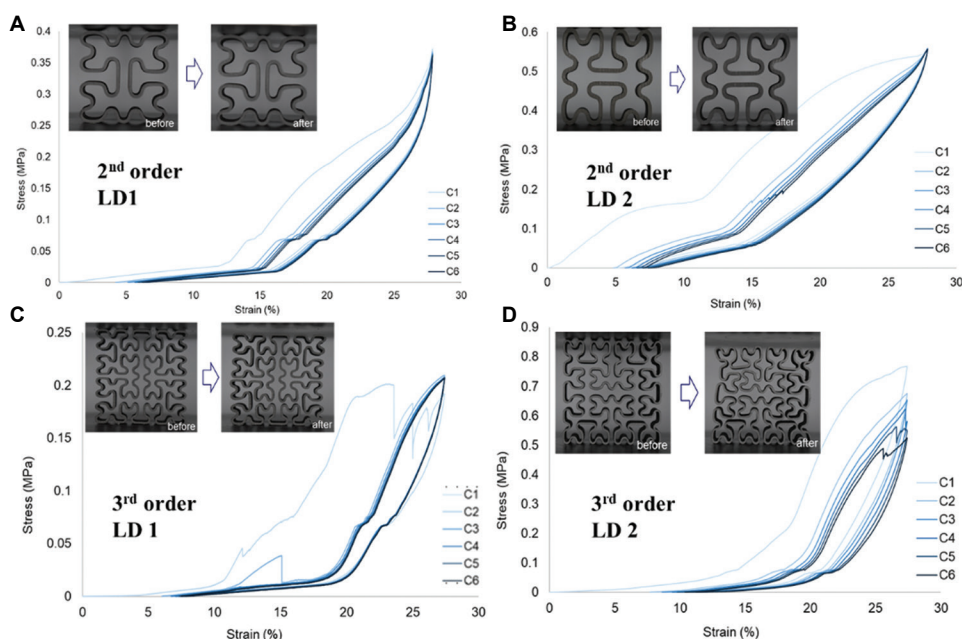 A
0.4
0.35
0.3
0.25
0.2
0.15
0.1
0.05
0
Stress (MPa)
before
after
2nd order
LD1
C1
C2
C3
C4
C5
C6
0 5 10 15 20 25 30
Strain (%)
B
0.6
0.5
0.4
0.3
0.2
0.1
0
Stress (MPa)
before
after
2nd order
LD 2
C1
C2
C3
C4
C5
C6
0 5 10 15 20 25 30
Strain (%)
C
0.25
0.2
0.15
0.1
0.05
0
Stress (MPa)
before
after
3rd order
LD 1
C1
C2
C3
C4
C5
C6
0 5 10 15 20 25 30
Strain (%)
D
0.9
0.8
0.7
0.6
0.5
0.4
0.3
0.2
0.1
0
Stress (MPa)
before
after
3rd order
LD 2
C1
C2
C3
C4
C5
C6
0 5 10 15 20 25 30
Strain (%)